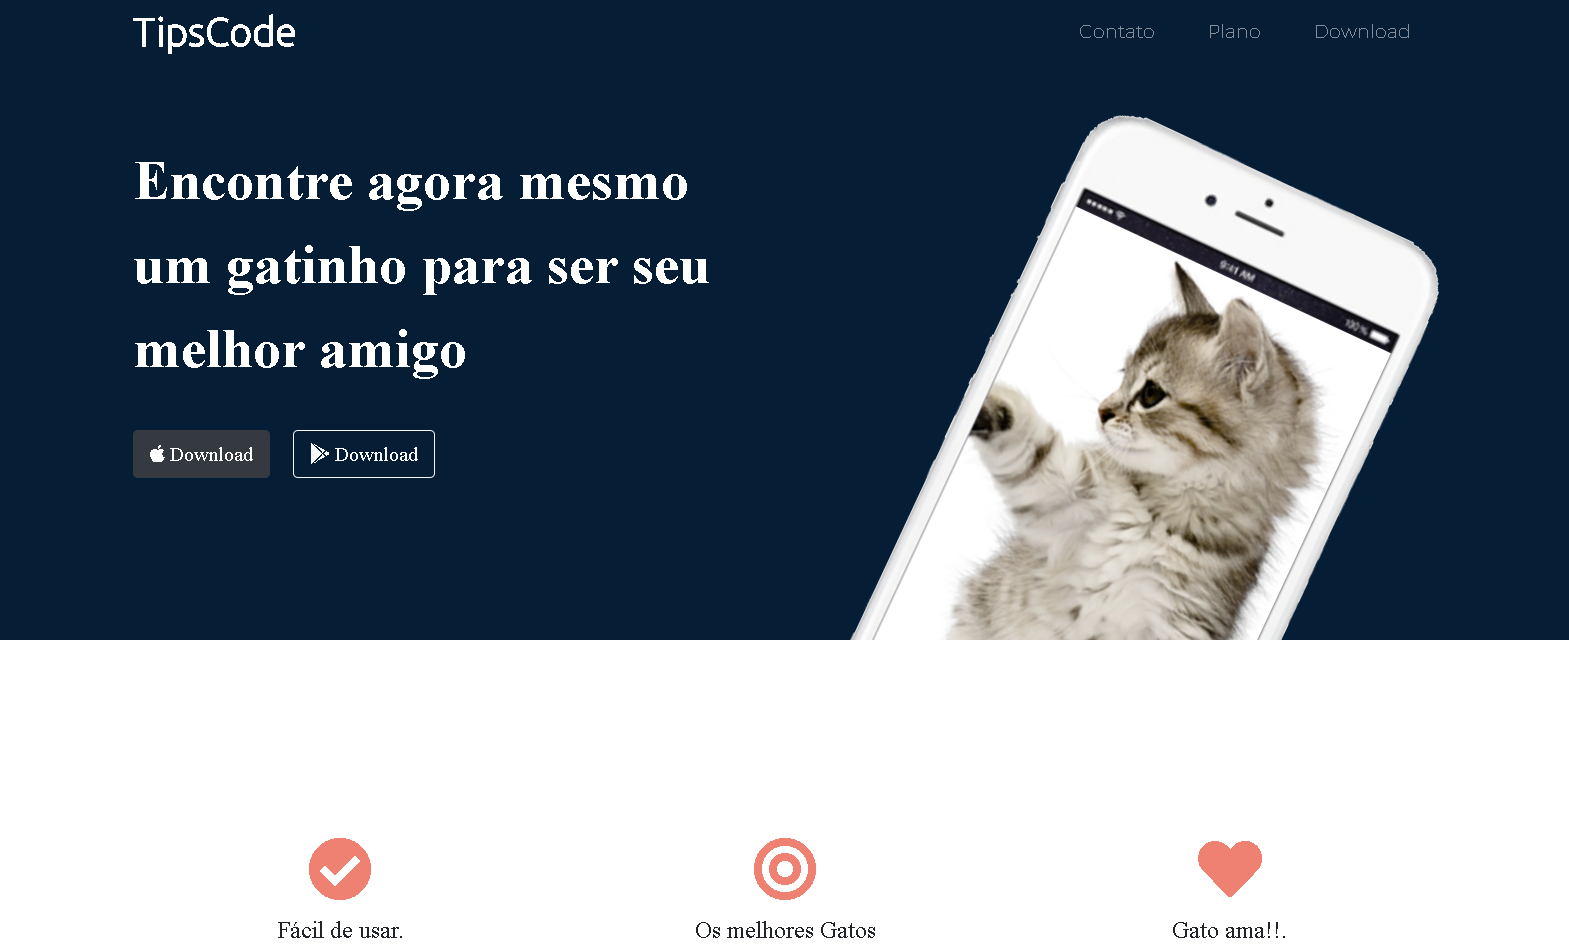 TipsCode
Contato Plano Download
Encontre agora mesmo
um gatinho para ser seu
melhor amigo
9:41 AM
100%
Download Download
Fácil de usar.
Os melhores Gatos
Gato ama!!.